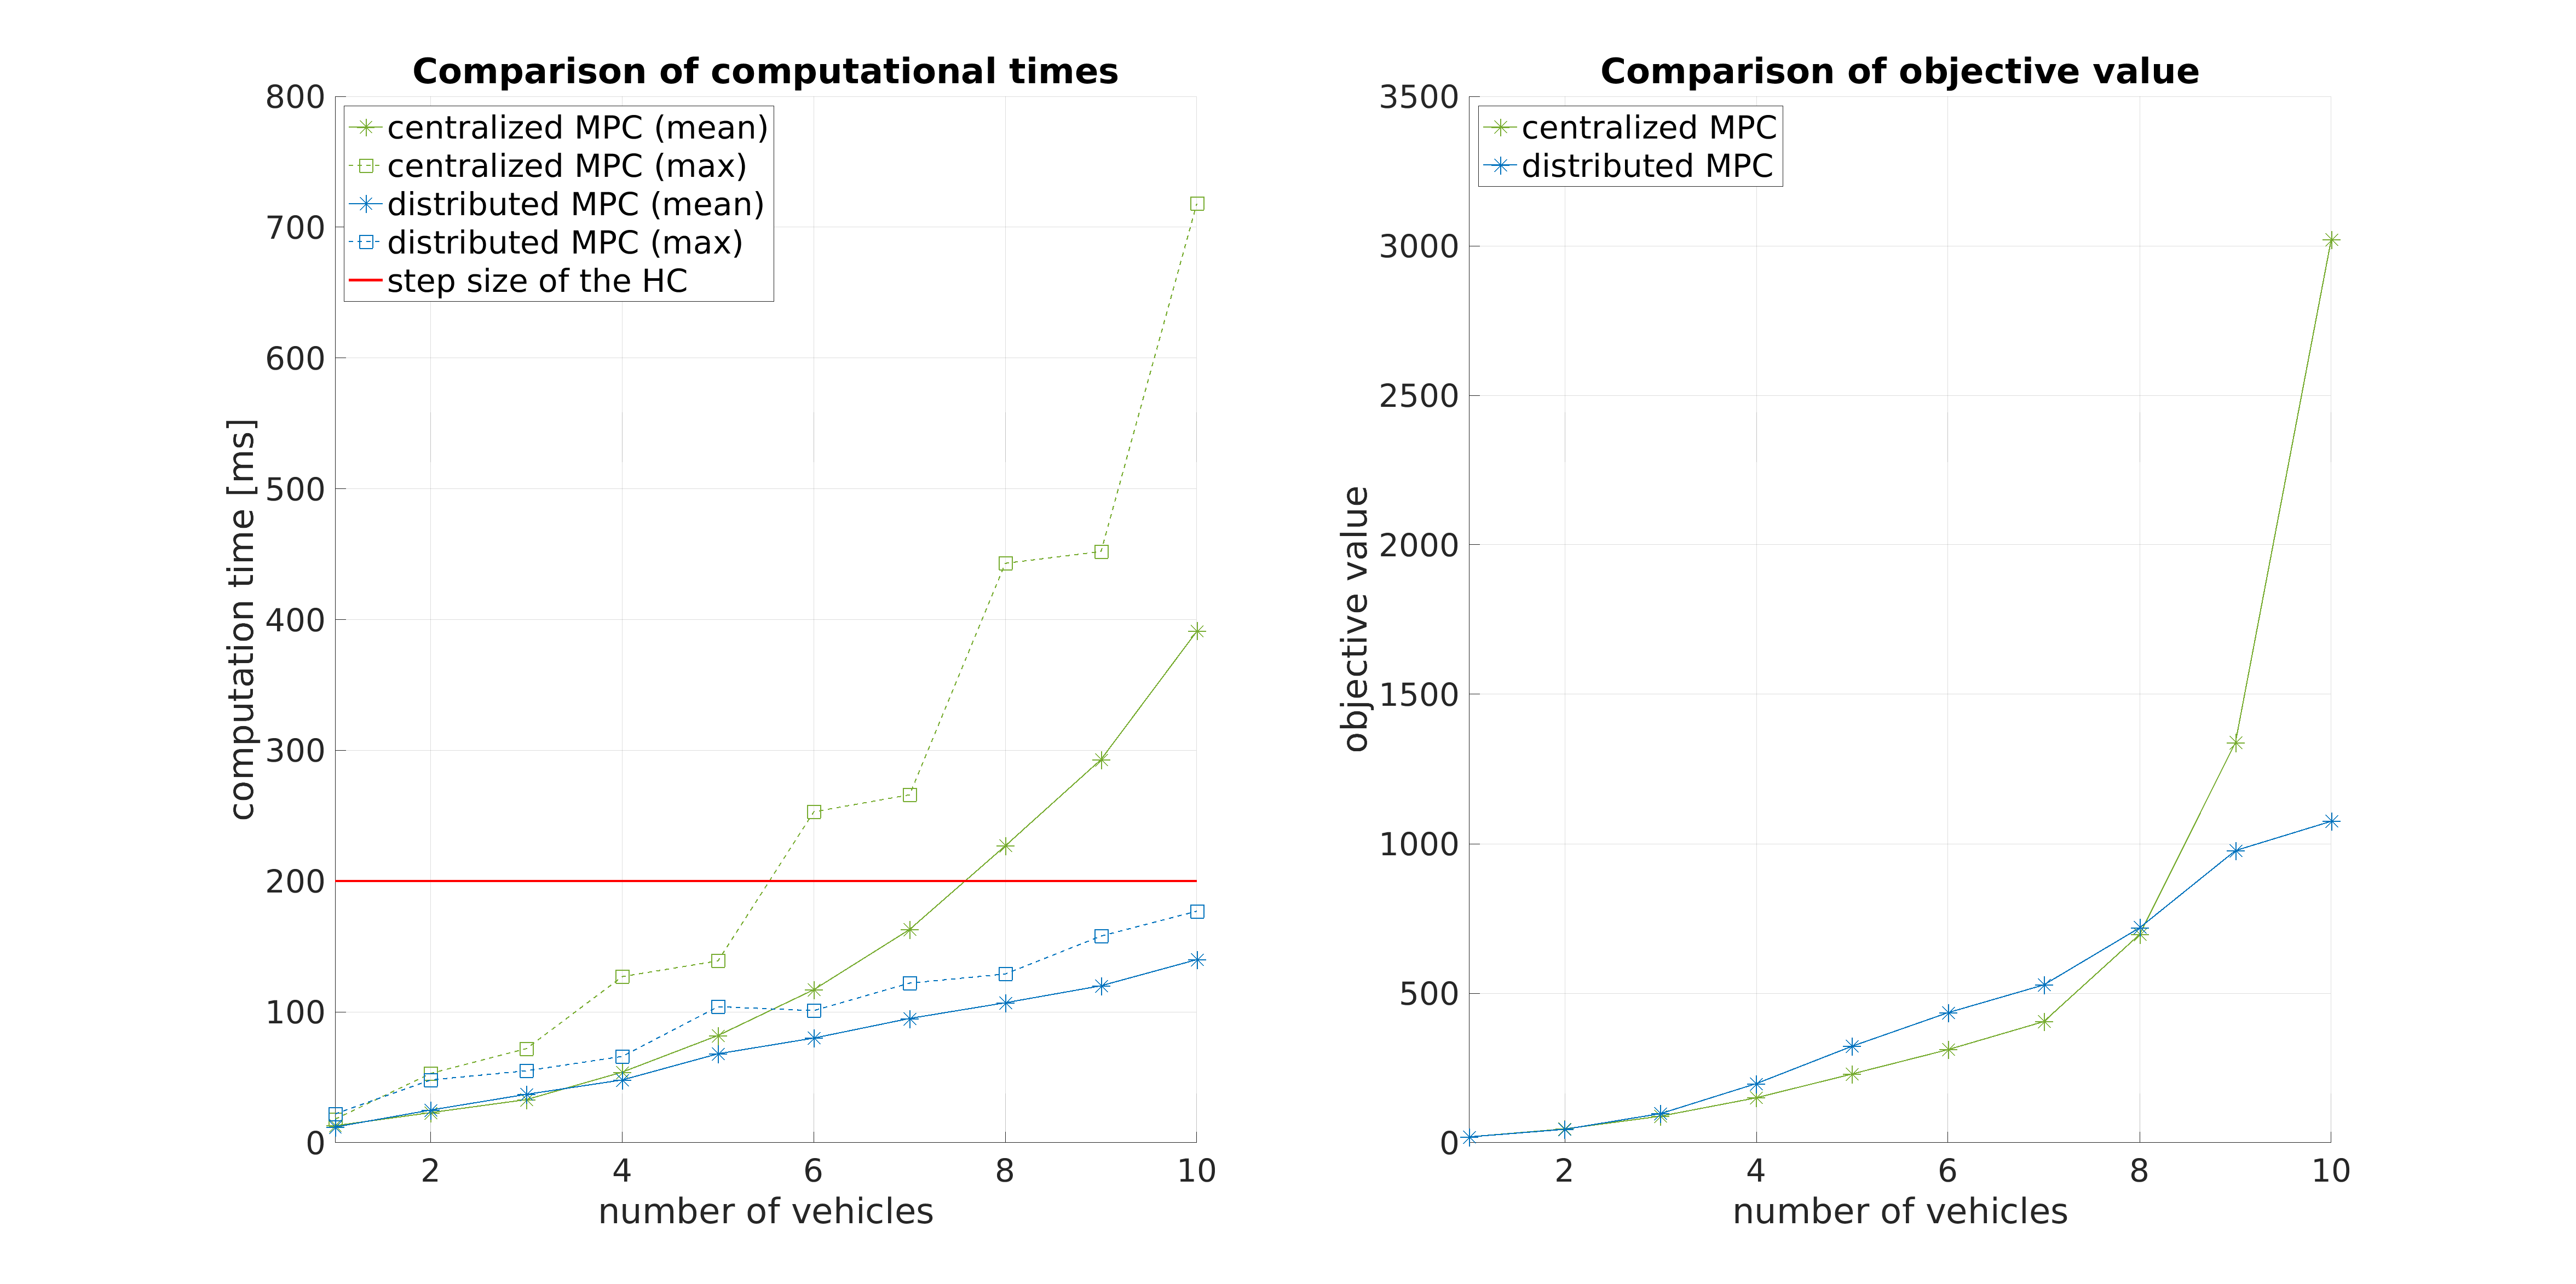 Comparison of computational times
800
700
600
500
400
300
200
100
0
computation time [ms]
centralized MPC (mean)
centralized MPC (max)
distributed MPC (mean)
distributed MPC (max)
step size of the HC
2 4 6 8 10
number of vehicles
Comparison of objective value
3500
3000
2500
2000
1500
1000
500
0
objective value
centralized MPC
distributed MPC
2 4 6 8 10
number of vehicles